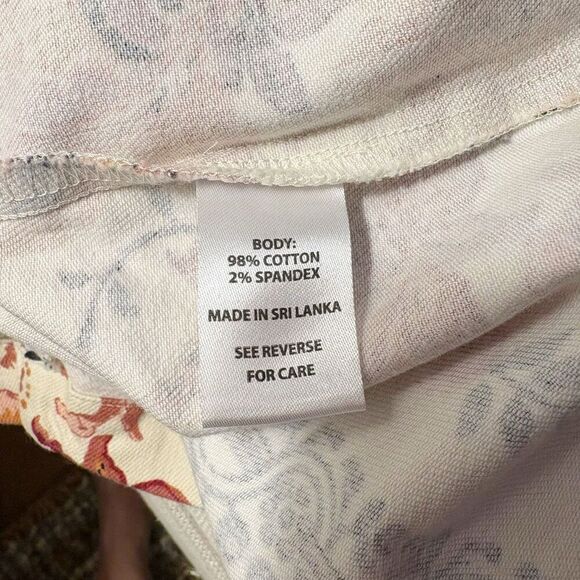 BODY:
98% COTTON
2% SPANDEX
MADE IN SRI LANKA
SEE REVERSE
FOR CARE